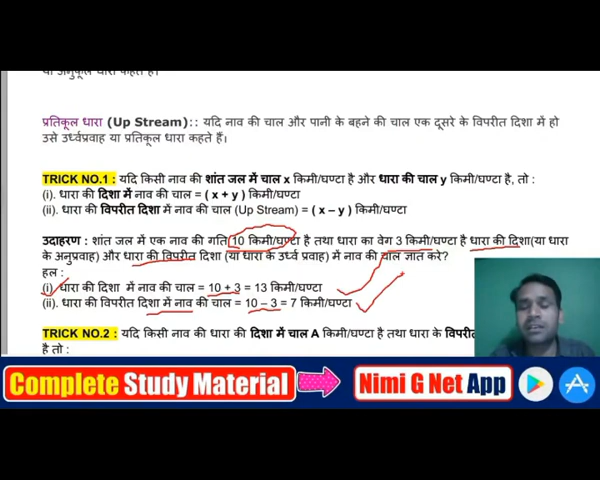 या अनुकूल धारा कहते है।
प्रतिकूल धारा (Up Stream):: यदि नाव की चाल और पानी के बहने की चाल एक दूसरे के विपरीत दिशा में हो
उसे उर्ध्वप्रवाह या प्रतिकूल धारा कहते हैं।
TRICK NO.1 : यदि किसी नाव की शांत जल में चाल x किमी/घण्टा है और धारा की चाल y किमी/घण्टा है, तो :
(i). धारा की दिशा में नाव की चाल = (x + y) किमी/घण्टा
(ii). धारा की विपरीत दिशा में नाव की चाल (Up Stream) = (x – y) किमी/घण्टा
उदाहरण : शांत जल में एक नाव की गति 10 किमी/घण्टा है तथा धारा का वेग 3 किमी/घण्टा है धारा की दिशा(या धारा
के अनुप्रवाह) और धारा की विपरीत दिशा (या धारा के उर्ध प्रवाह) में नाव की चाल ज्ञात करे?
हल :
(i) धारा की दिशा में नाव की चाल = 10 + 3 = 13 किमी/घण्टा
(ii). धारा की विपरीत दिशा में नाव की चाल = 10 – 3 = 7 किमी/घण्टा
TRICK NO.2 : यदि किसी नाव की धारा की दिशा में चाल A किमी/घण्टा है तथा धारा के विपरीत
है तो :
Complete Study Material
Nimi G Net App